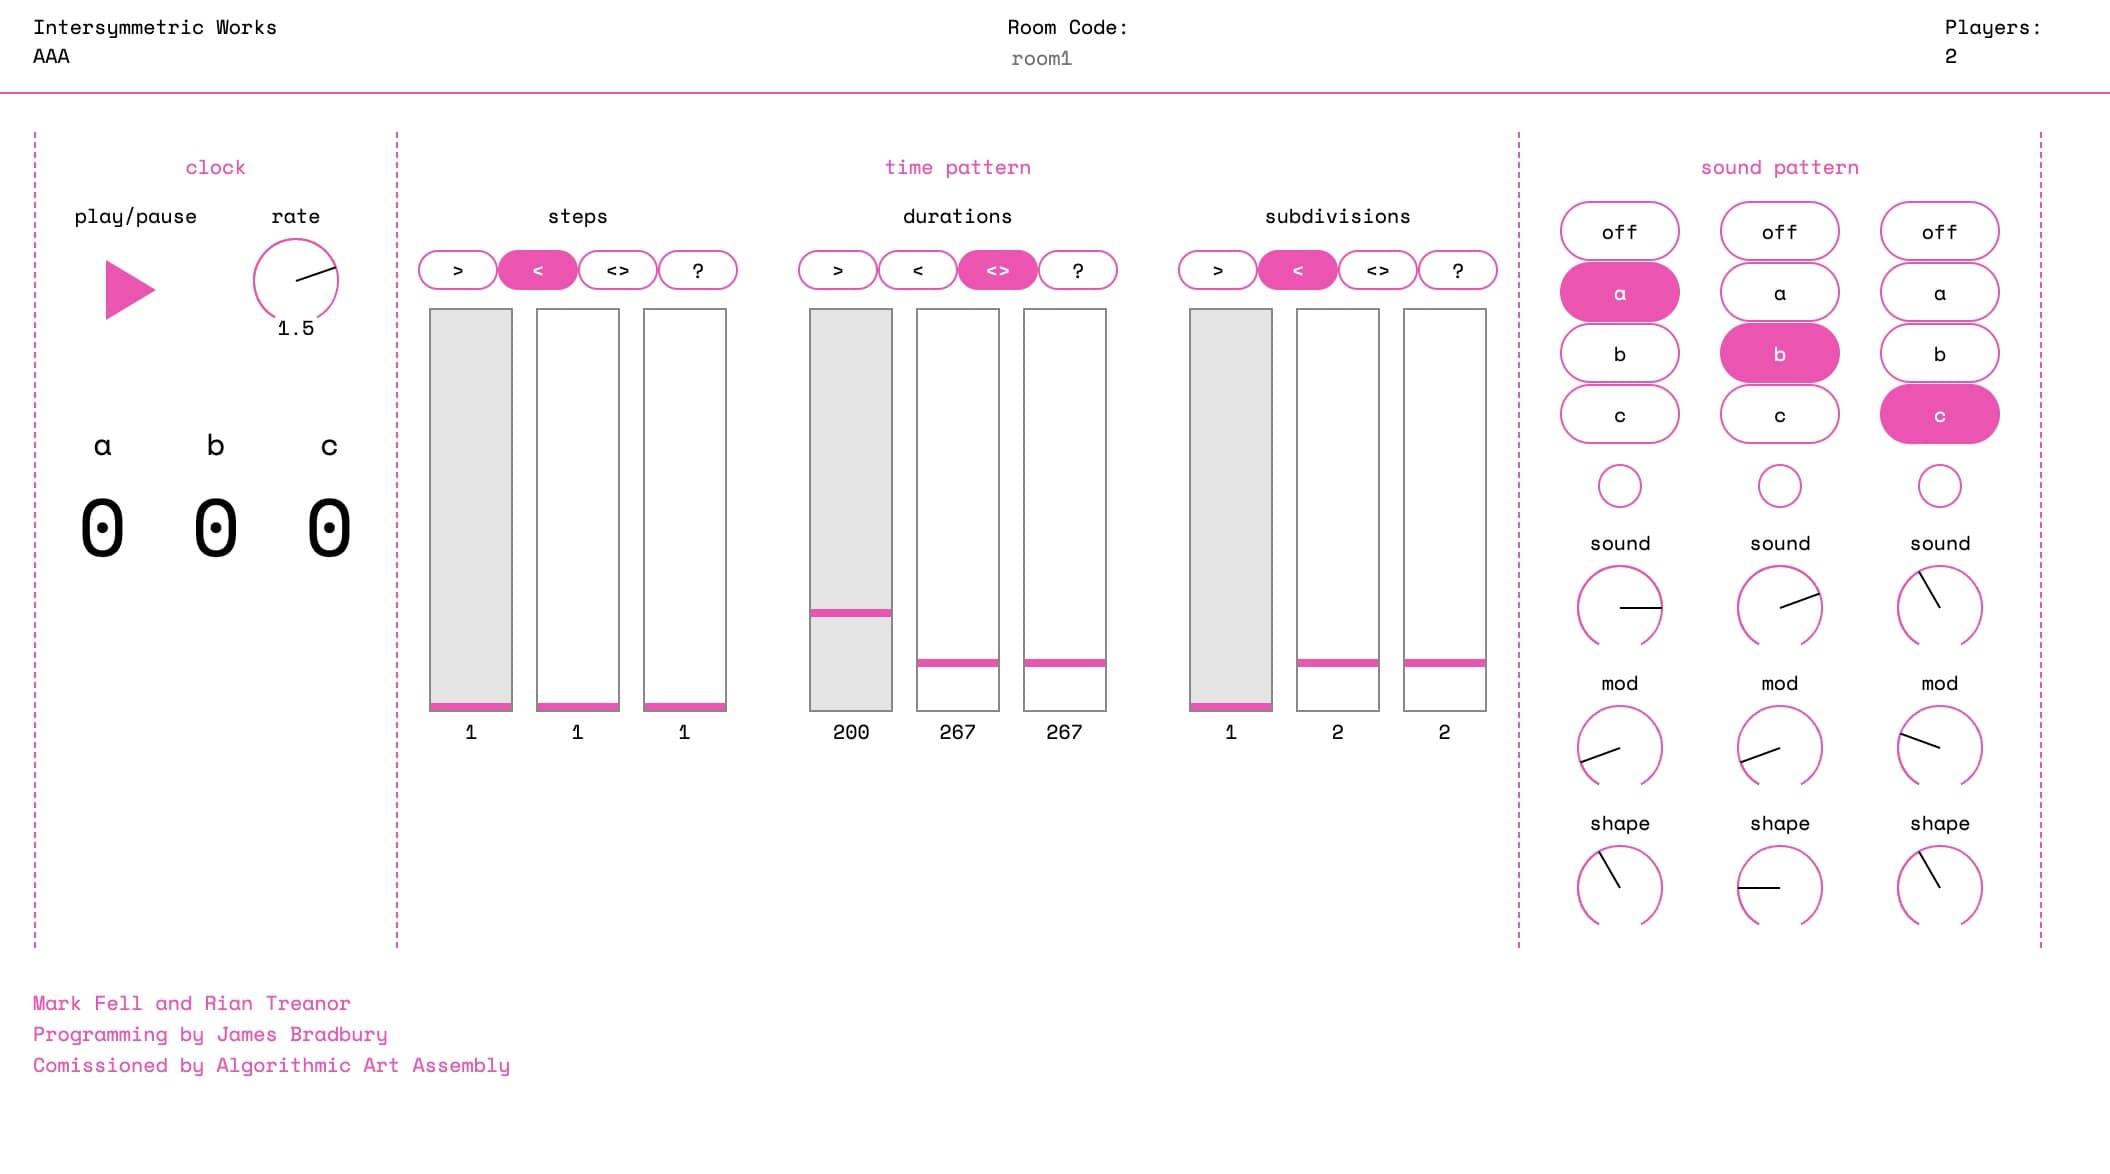 Intersymmetric Works
AAA
Room Code:
room1
Players:
2
clock
play/pause
rate
1.5
a b c
0 0 0
time pattern
steps
> < <> ?
1 1 1
durations
> < <> ?
200 267 267
subdivisions
> < <> ?
1 2 2
sound pattern
off off off
a a a
b b b
c c c
sound sound sound
mod mod mod
shape shape shape
Mark Fell and Rian Treanor
Programming by James Bradbury
Comissioned by Algorithmic Art Assembly